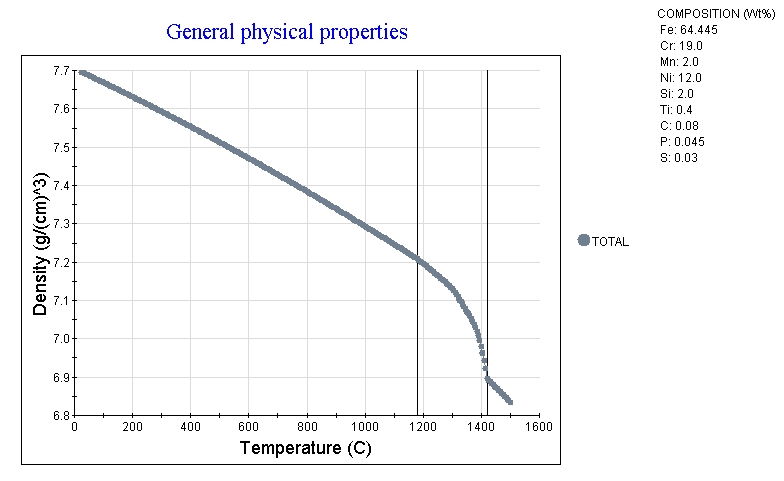 General physical properties
COMPOSITION (Wt%)
Fe: 64.445
Cr: 19.0
Mn: 2.0
Ni: 12.0
Si: 2.0
Ti: 0.4
C: 0.08
P: 0.045
S: 0.03
7.7
7.6
7.5
7.4
7.3
7.2
7.1
7.0
6.9
6.8
Density (g/(cm)^3)
0
200
400
600
800
1000
1200
1400
1600
Temperature (C)
TOTAL